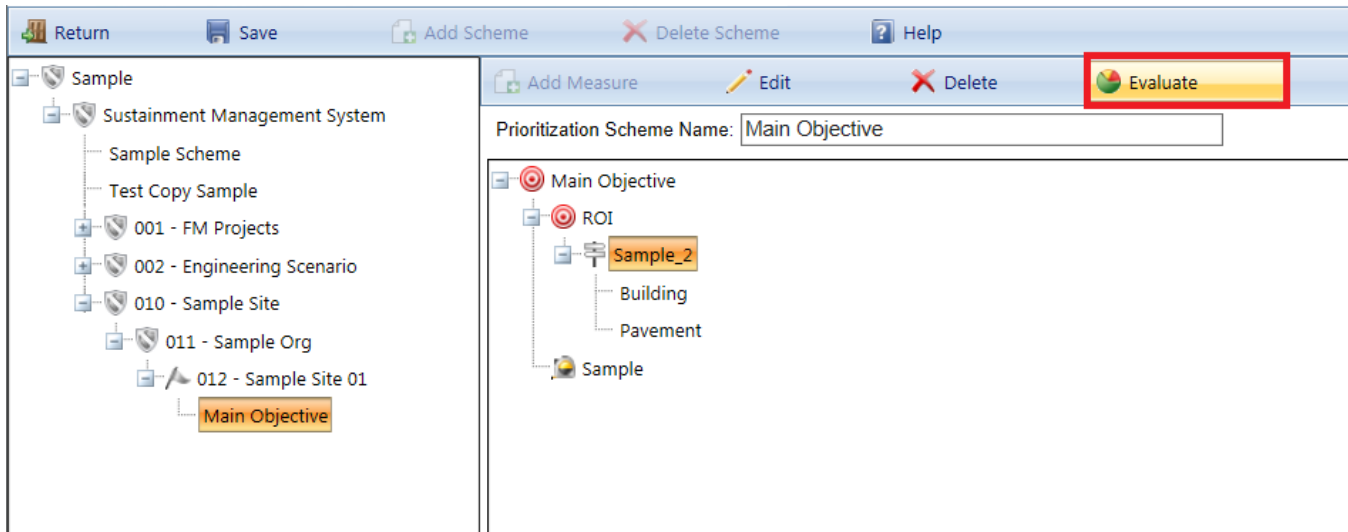 Return Save Add Scheme Delete Scheme Help
Sample
Sustainment Management System
Sample Scheme
Test Copy Sample
001 - FM Projects
002 - Engineering Scenario
010 - Sample Site
011 - Sample Org
012 - Sample Site 01
Main Objective
Add Measure Edit Delete Evaluate
Prioritization Scheme Name: Main Objective
Main Objective
ROI
Sample_2
Building
Pavement
Sample